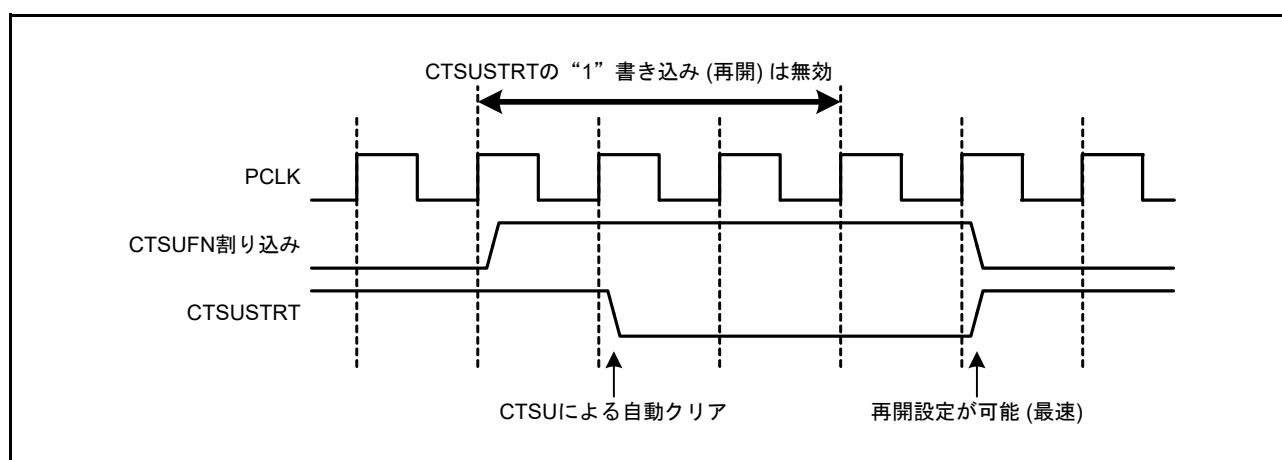 CTSUSTRTの“1”書き込み (再開) は無効
PCLK
CTSUFN割り込み
CTSUSTRT
CTSUによる自動クリア
再開設定が可能 (最速)